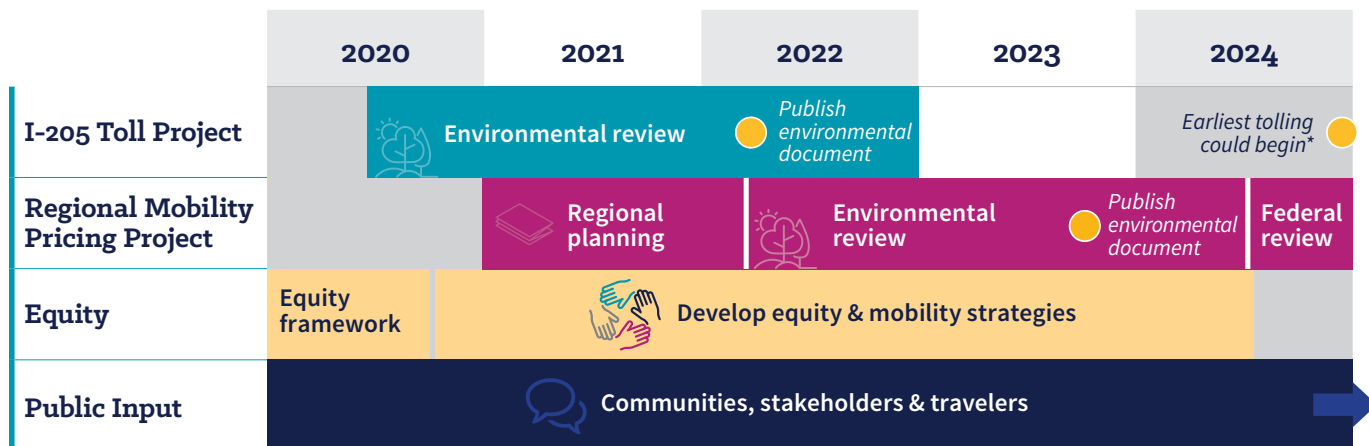 2020 2021 2022 2023 2024
I-205 Toll Project
Environmental review
Publish
environmental
document
Earliest tolling
could begin*
Regional Mobility
Pricing Project
Regional
planning
Environmental
review
Publish
environmental
document
Federal
review
Equity
Equity
framework
Develop equity & mobility strategies
Public Input
Communities, stakeholders & travelers